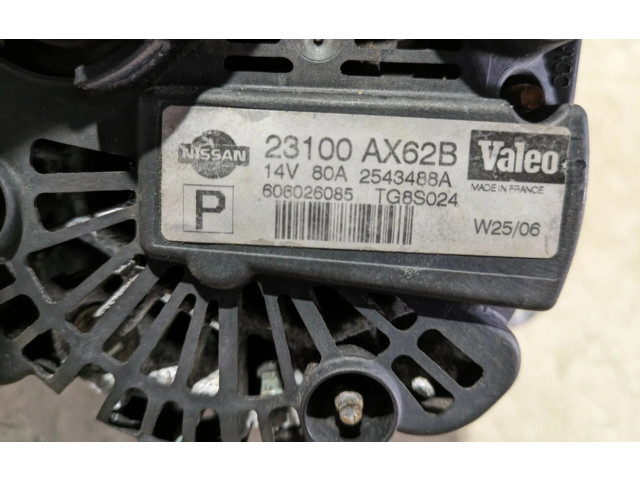 NISSAN 23100 AX62B Valeo
14V 80A 2543488A MADE IN FRANCE
606026085 TG8S024
P W25/06